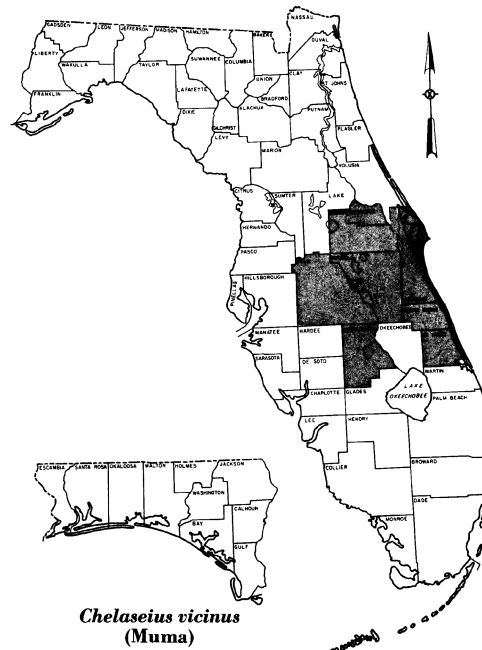 NASSAU
GADSDEN
LEON
JEFFERSON
MADISON
HAMILTON
BAKER
DUVAL
LIBERTY
WAKULLA
TAYLOR
SUWANNEE
COLUMBIA
UNION
CLAY
ST JOHNS
FRANKLIN
LAFAYETTE
BRADFORD
DIXIE
ALACHUA
PUTNAM
GILCHRIST
LEVY
FLAGLER
MARION
VOLUSIA
CITRUS
SUMTER
LAKE
HERNANDO
PASCO
HILLSBOROUGH
PINELLAS
MANATEE
HARDEE
OKEECHOBEE
SARASOTA
DE SOTO
MARTIN
CHARLOTTE
GLADES
LAKE
OKEECHOBEE
PALM BEACH
LEE
HENDRY
COLLIER
BROWARD
DADE
MONROE
ESCAMBIA
SANTA ROSA
OKALOOSA
WALTON
HOLMES
JACKSON
WASHINGTON
BAY
CALHOUN
GULF
Chelaseius vicinus
(Muma)